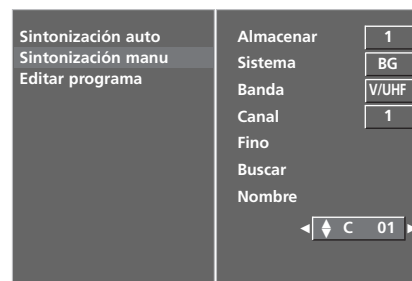 Sintonización auto
Sintonización manu
Editar programa
Almacenar 1
Sistema BG
Banda V/UHF
Canal 1
Fino
Buscar
Nombre
C 01